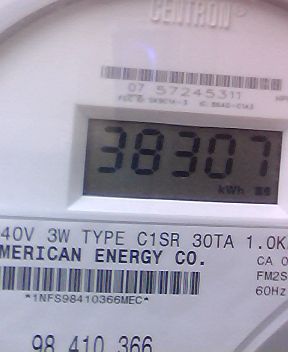 CENTRON®
07 57245311
38307
kWh
40V 3W TYPE C1SR 30TA 1.0K
MERICAN ENERGY CO.
CA 0
FM2S
60Hz
*1NFS98410366MEC*
98 410 366